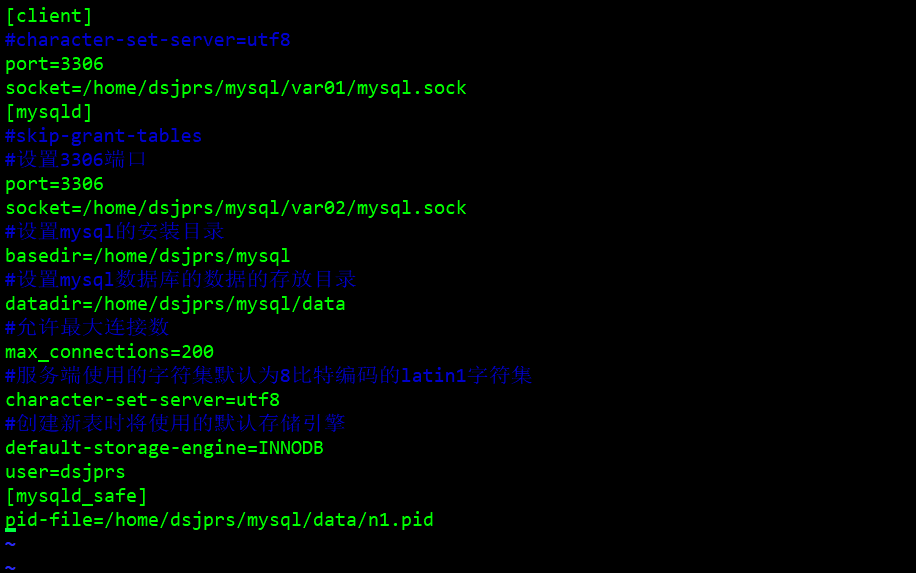 [client]
#character-set-server=utf8
port=3306
socket=/home/dsjprs/mysql/var01/mysql.sock
[mysqld]
#skip-grant-tables
#设置3306端口
port=3306
socket=/home/dsjprs/mysql/var02/mysql.sock
#设置mysql的安装目录
basedir=/home/dsjprs/mysql
#设置mysql数据库的数据的存放目录
datadir=/home/dsjprs/mysql/data
#允许最大连接数
max_connections=200
#服务端使用的字符集默认为8比特编码的latin1字符集
character-set-server=utf8
#创建新表时将使用的默认存储引擎
default-storage-engine=INNODB
user=dsjprs
[mysqld_safe]
pid-file=/home/dsjprs/mysql/data/n1.pid
~
~